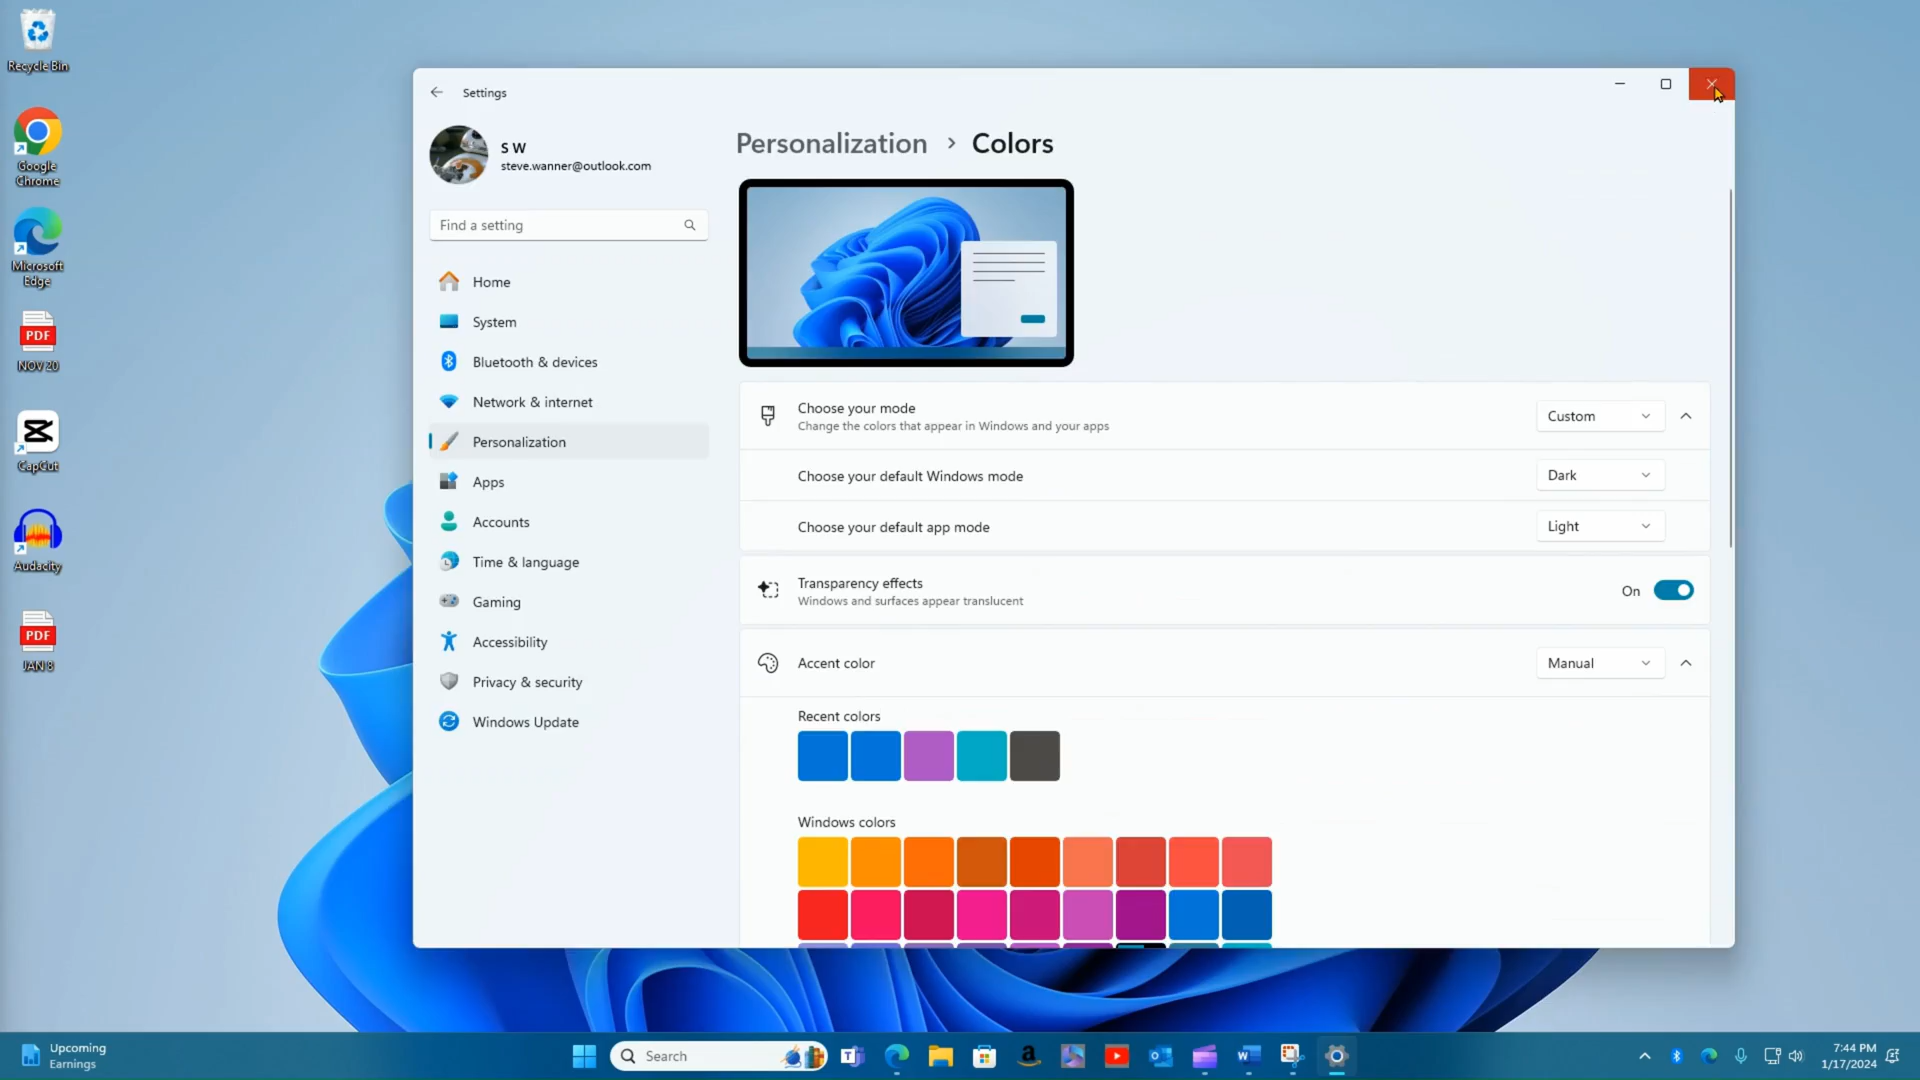 Recycle Bin
Google
Chrome
Microsoft
Edge
PDF
NOV 20
CapCut
Audacity
PDF
JAN 8
Settings
S W
steve.wanner@outlook.com
Find a setting
Home
System
Bluetooth & devices
Network & internet
Personalization
Apps
Accounts
Time & language
Gaming
Accessibility
Privacy & security
Windows Update
Personalization > Colors
Choose your mode
Change the colors that appear in Windows and your apps
Custom
Choose your default Windows mode
Dark
Choose your default app mode
Light
Transparency effects
Windows and surfaces appear translucent
On
Accent color
Manual
Recent colors
Windows colors
Upcoming
Earnings
Search
7:44 PM
1/17/2024